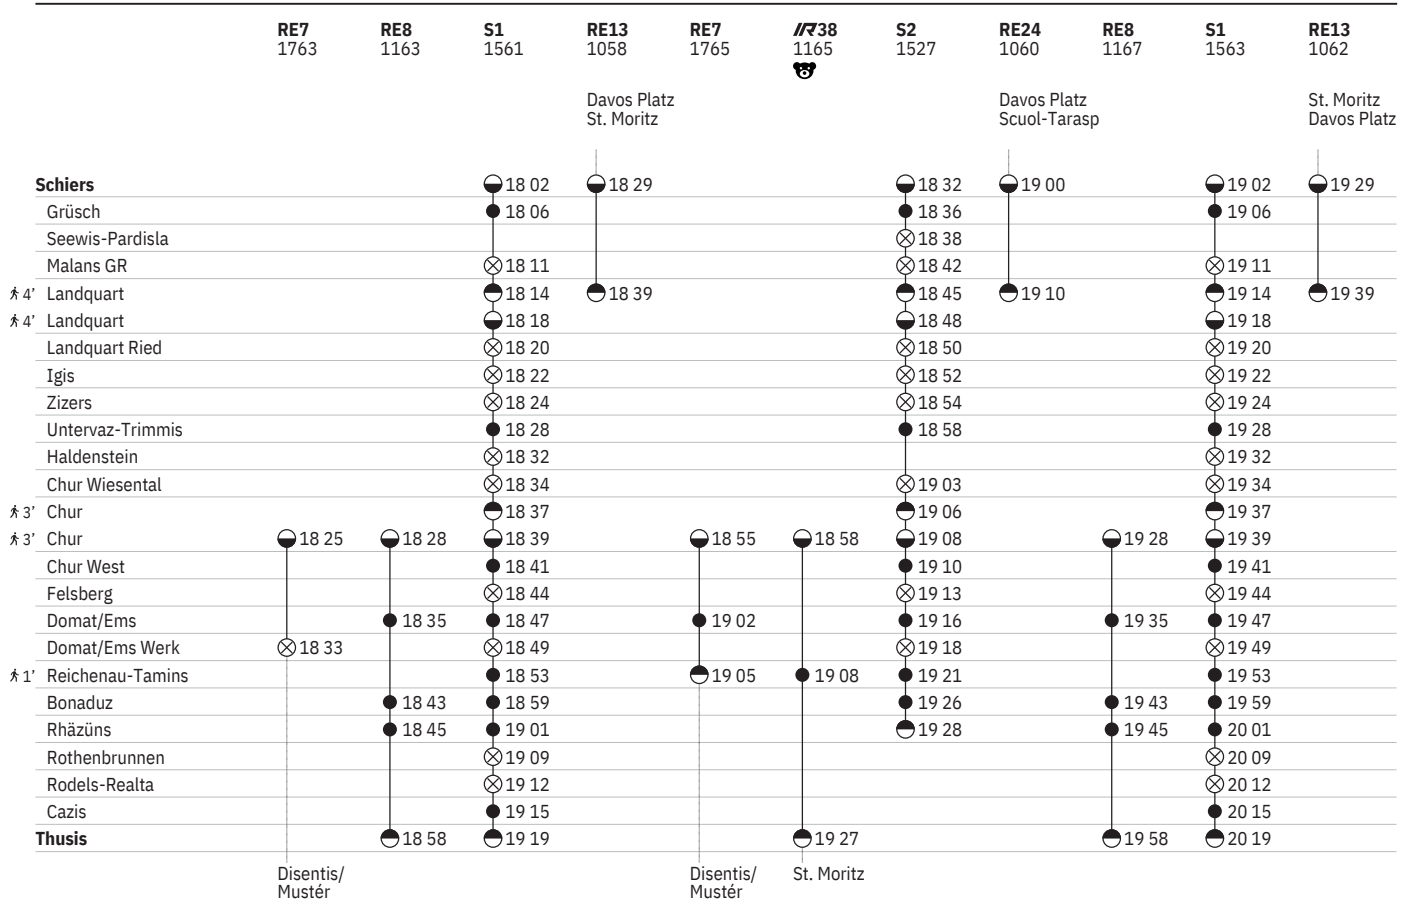 RE7 RE8 S1 RE13 RE7 IR38 S2 RE24 RE8 S1 RE13
1763 1163 1561 1058 1765 1165 1527 1060 1167 1563 1062
Davos Platz Davos Platz St. Moritz
St. Moritz Scuol-Tarasp Davos Platz
Schiers 18 02 18 29 18 32 19 00 19 02 19 29
Grüsch 18 06 18 36 19 06
Seewis-Pardisla 18 38
Malans GR 18 11 18 42 19 11
4’ Landquart 18 14 18 39 18 45 19 10 19 14 19 39
4’ Landquart 18 18 18 48 19 18
Landquart Ried 18 20 18 50 19 20
Igis 18 22 18 52 19 22
Zizers 18 24 18 54 19 24
Untervaz-Trimmis 18 28 18 58 19 28
Haldenstein 18 32 19 32
Chur Wiesental 18 34 19 03 19 34
3’ Chur 18 37 19 06 19 37
3’ Chur 18 25 18 28 18 39 18 55 18 58 19 08 19 28 19 39
Chur West 18 41 19 10 19 41
Felsberg 18 44 19 13 19 44
Domat/Ems 18 35 18 47 19 02 19 16 19 35 19 47
Domat/Ems Werk 18 33 18 49 19 18 19 49
1’ Reichenau-Tamins 18 53 19 05 19 08 19 21 19 53
Bonaduz 18 43 18 59 19 26 19 43 19 59
Rhäzüns 18 45 19 01 19 28 19 45 20 01
Rothenbrunnen 19 09 20 09
Rodels-Realta 19 12 20 12
Cazis 19 15 20 15
Thusis 18 58 19 19 19 27 19 58 20 19
Disentis/ Disentis/ St. Moritz
Mustér Mustér